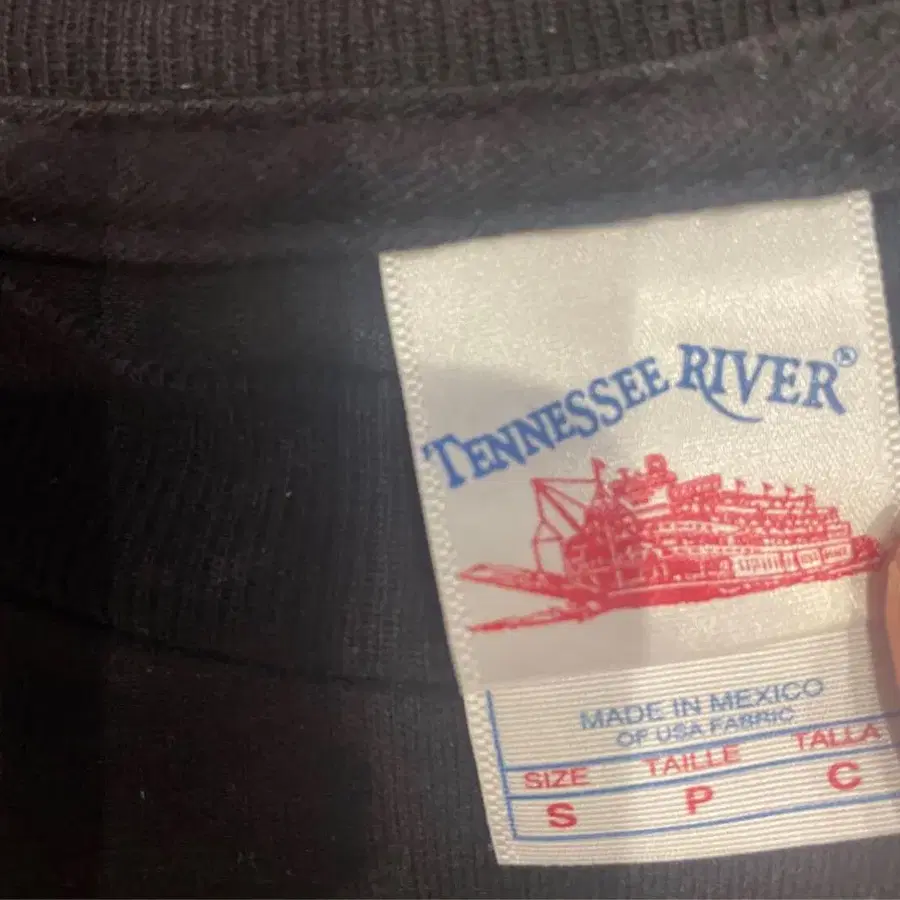 TENNESSEE RIVER®
MADE IN MEXICO
OF USA FABRIC
SIZE TAILLE TALLA
S P C